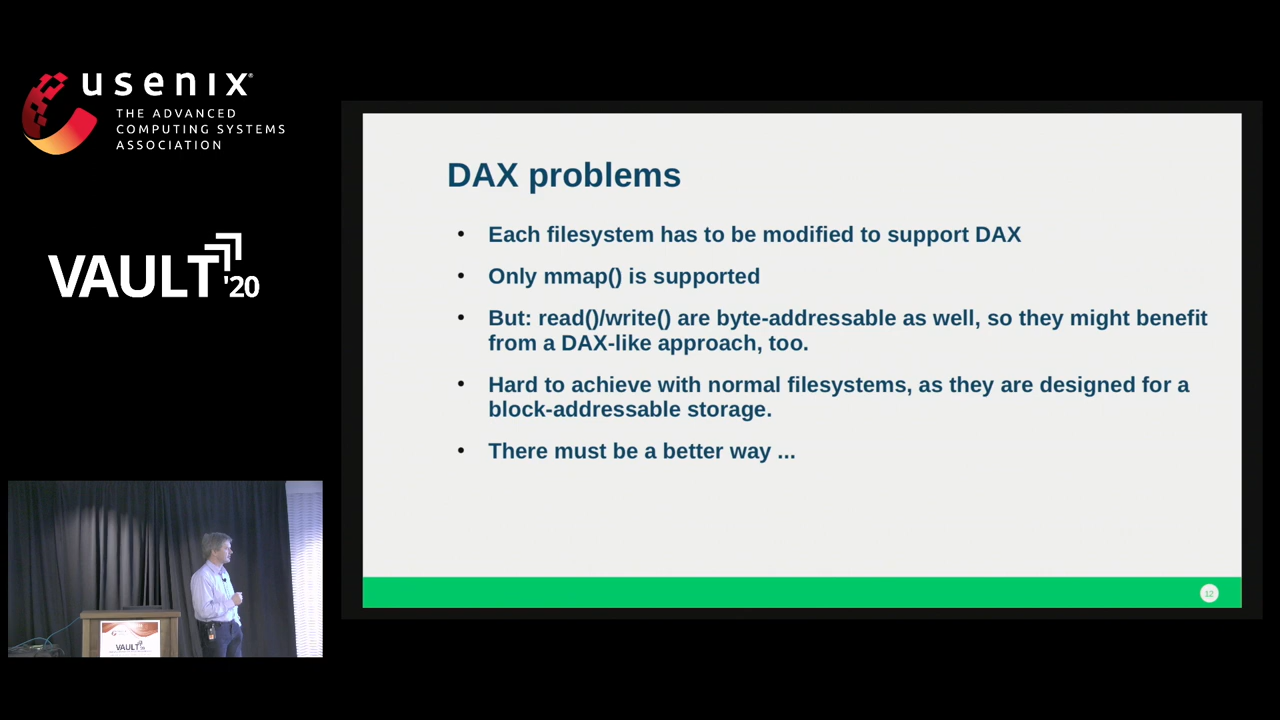 usenix®
THE ADVANCED
COMPUTING SYSTEMS
ASSOCIATION
VAULT '20
DAX problems
• Each filesystem has to be modified to support DAX
• Only mmap() is supported
• But: read()/write() are byte-addressable as well, so they might benefit
from a DAX-like approach, too.
• Hard to achieve with normal filesystems, as they are designed for a
block-addressable storage.
• There must be a better way ...
12
VAULT